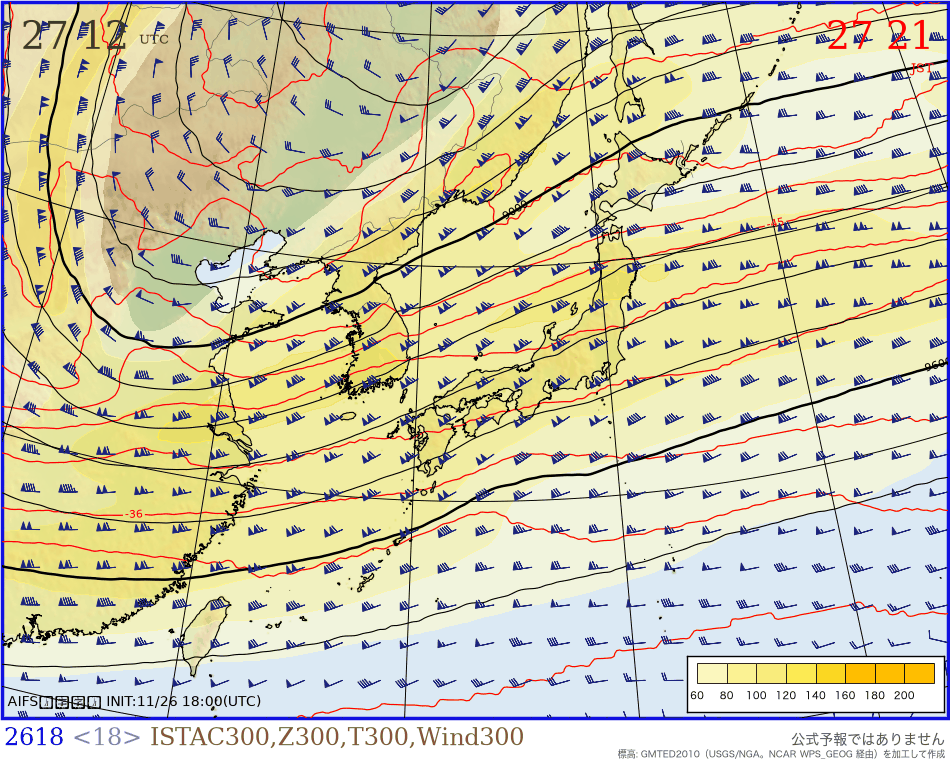 27 12 UTC
27 21
JST
9000
-15
9600
-36
60 80 100 120 140 160 180 200
AIFS INIT:11/26 18:00(UTC)
2618 <18> ISTAC300,Z300,T300,Wind300
公式予報ではありません
標高: GMTED2010（USGS/NGA。NCAR WPS_GEOG 経由）を加工して作成